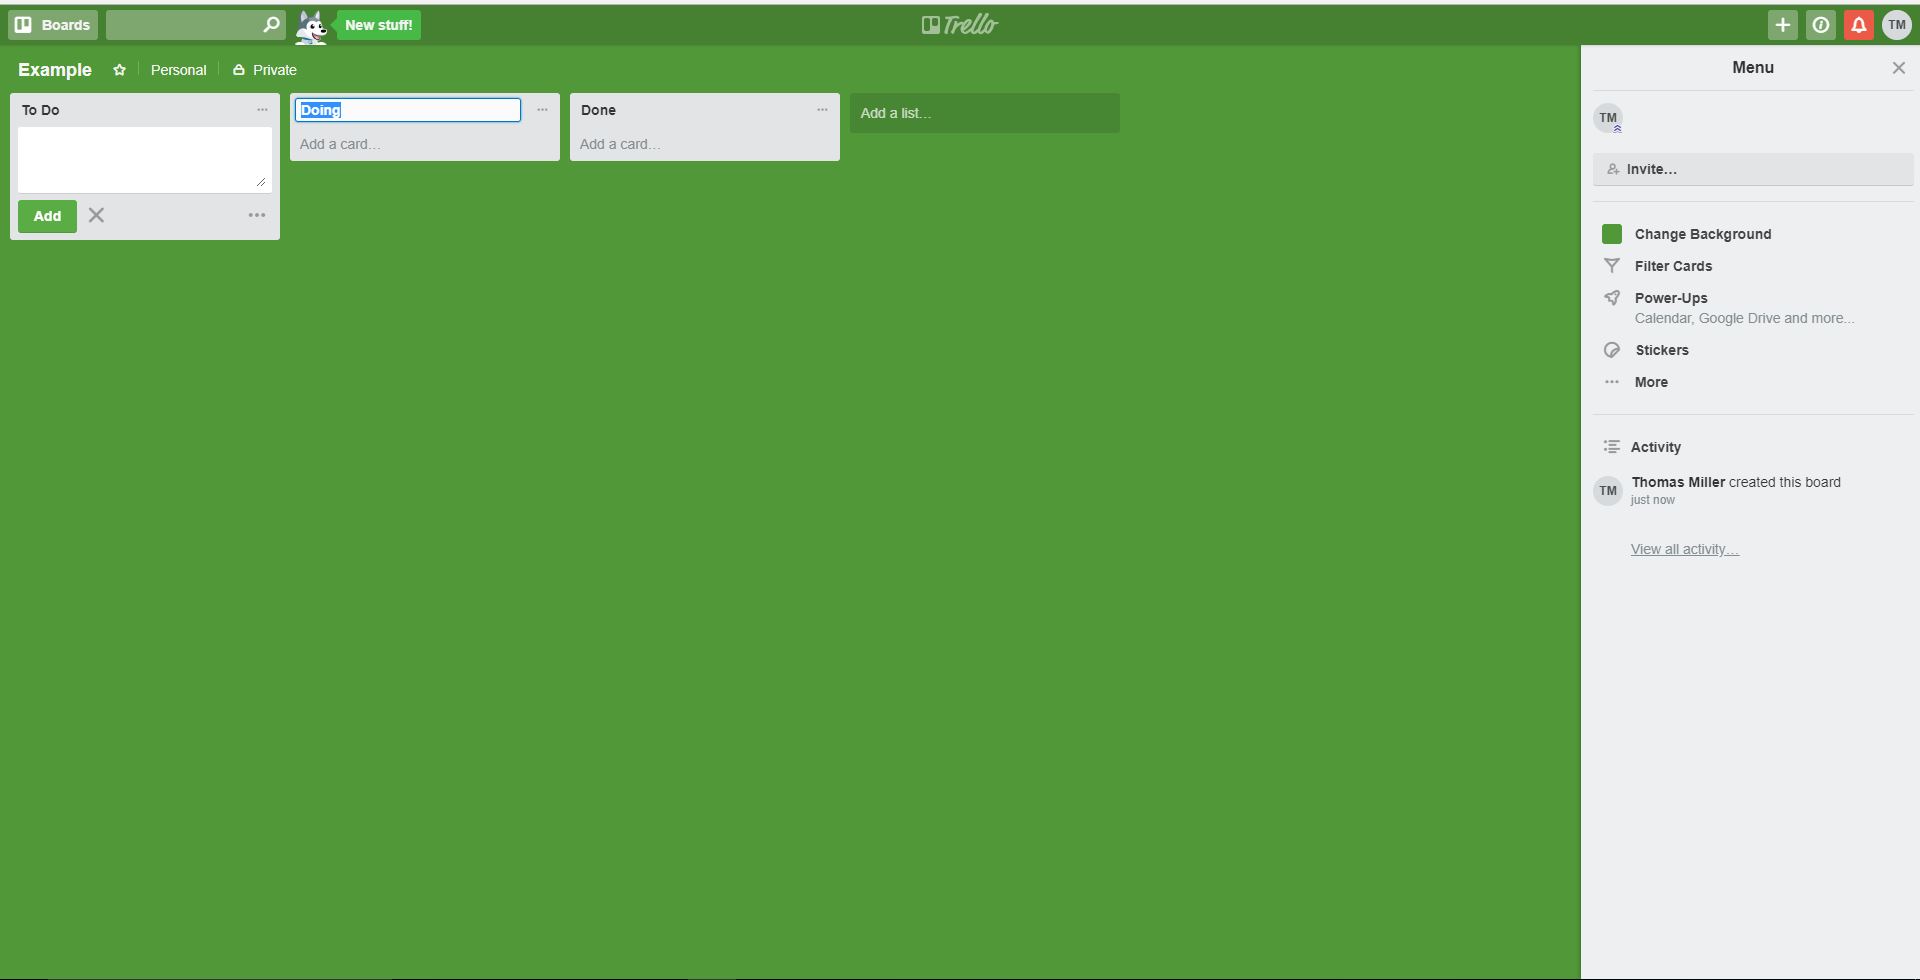 Boards
New stuff!
Trello
TM
Example
Personal
Private
To Do
Add
Doing
Add a card…
Done
Add a card…
Add a list…
Menu
TM
Invite…
Change Background
Filter Cards
Power-Ups
Calendar, Google Drive and more...
Stickers
More
Activity
TM
Thomas Miller created this board
just now
View all activity…